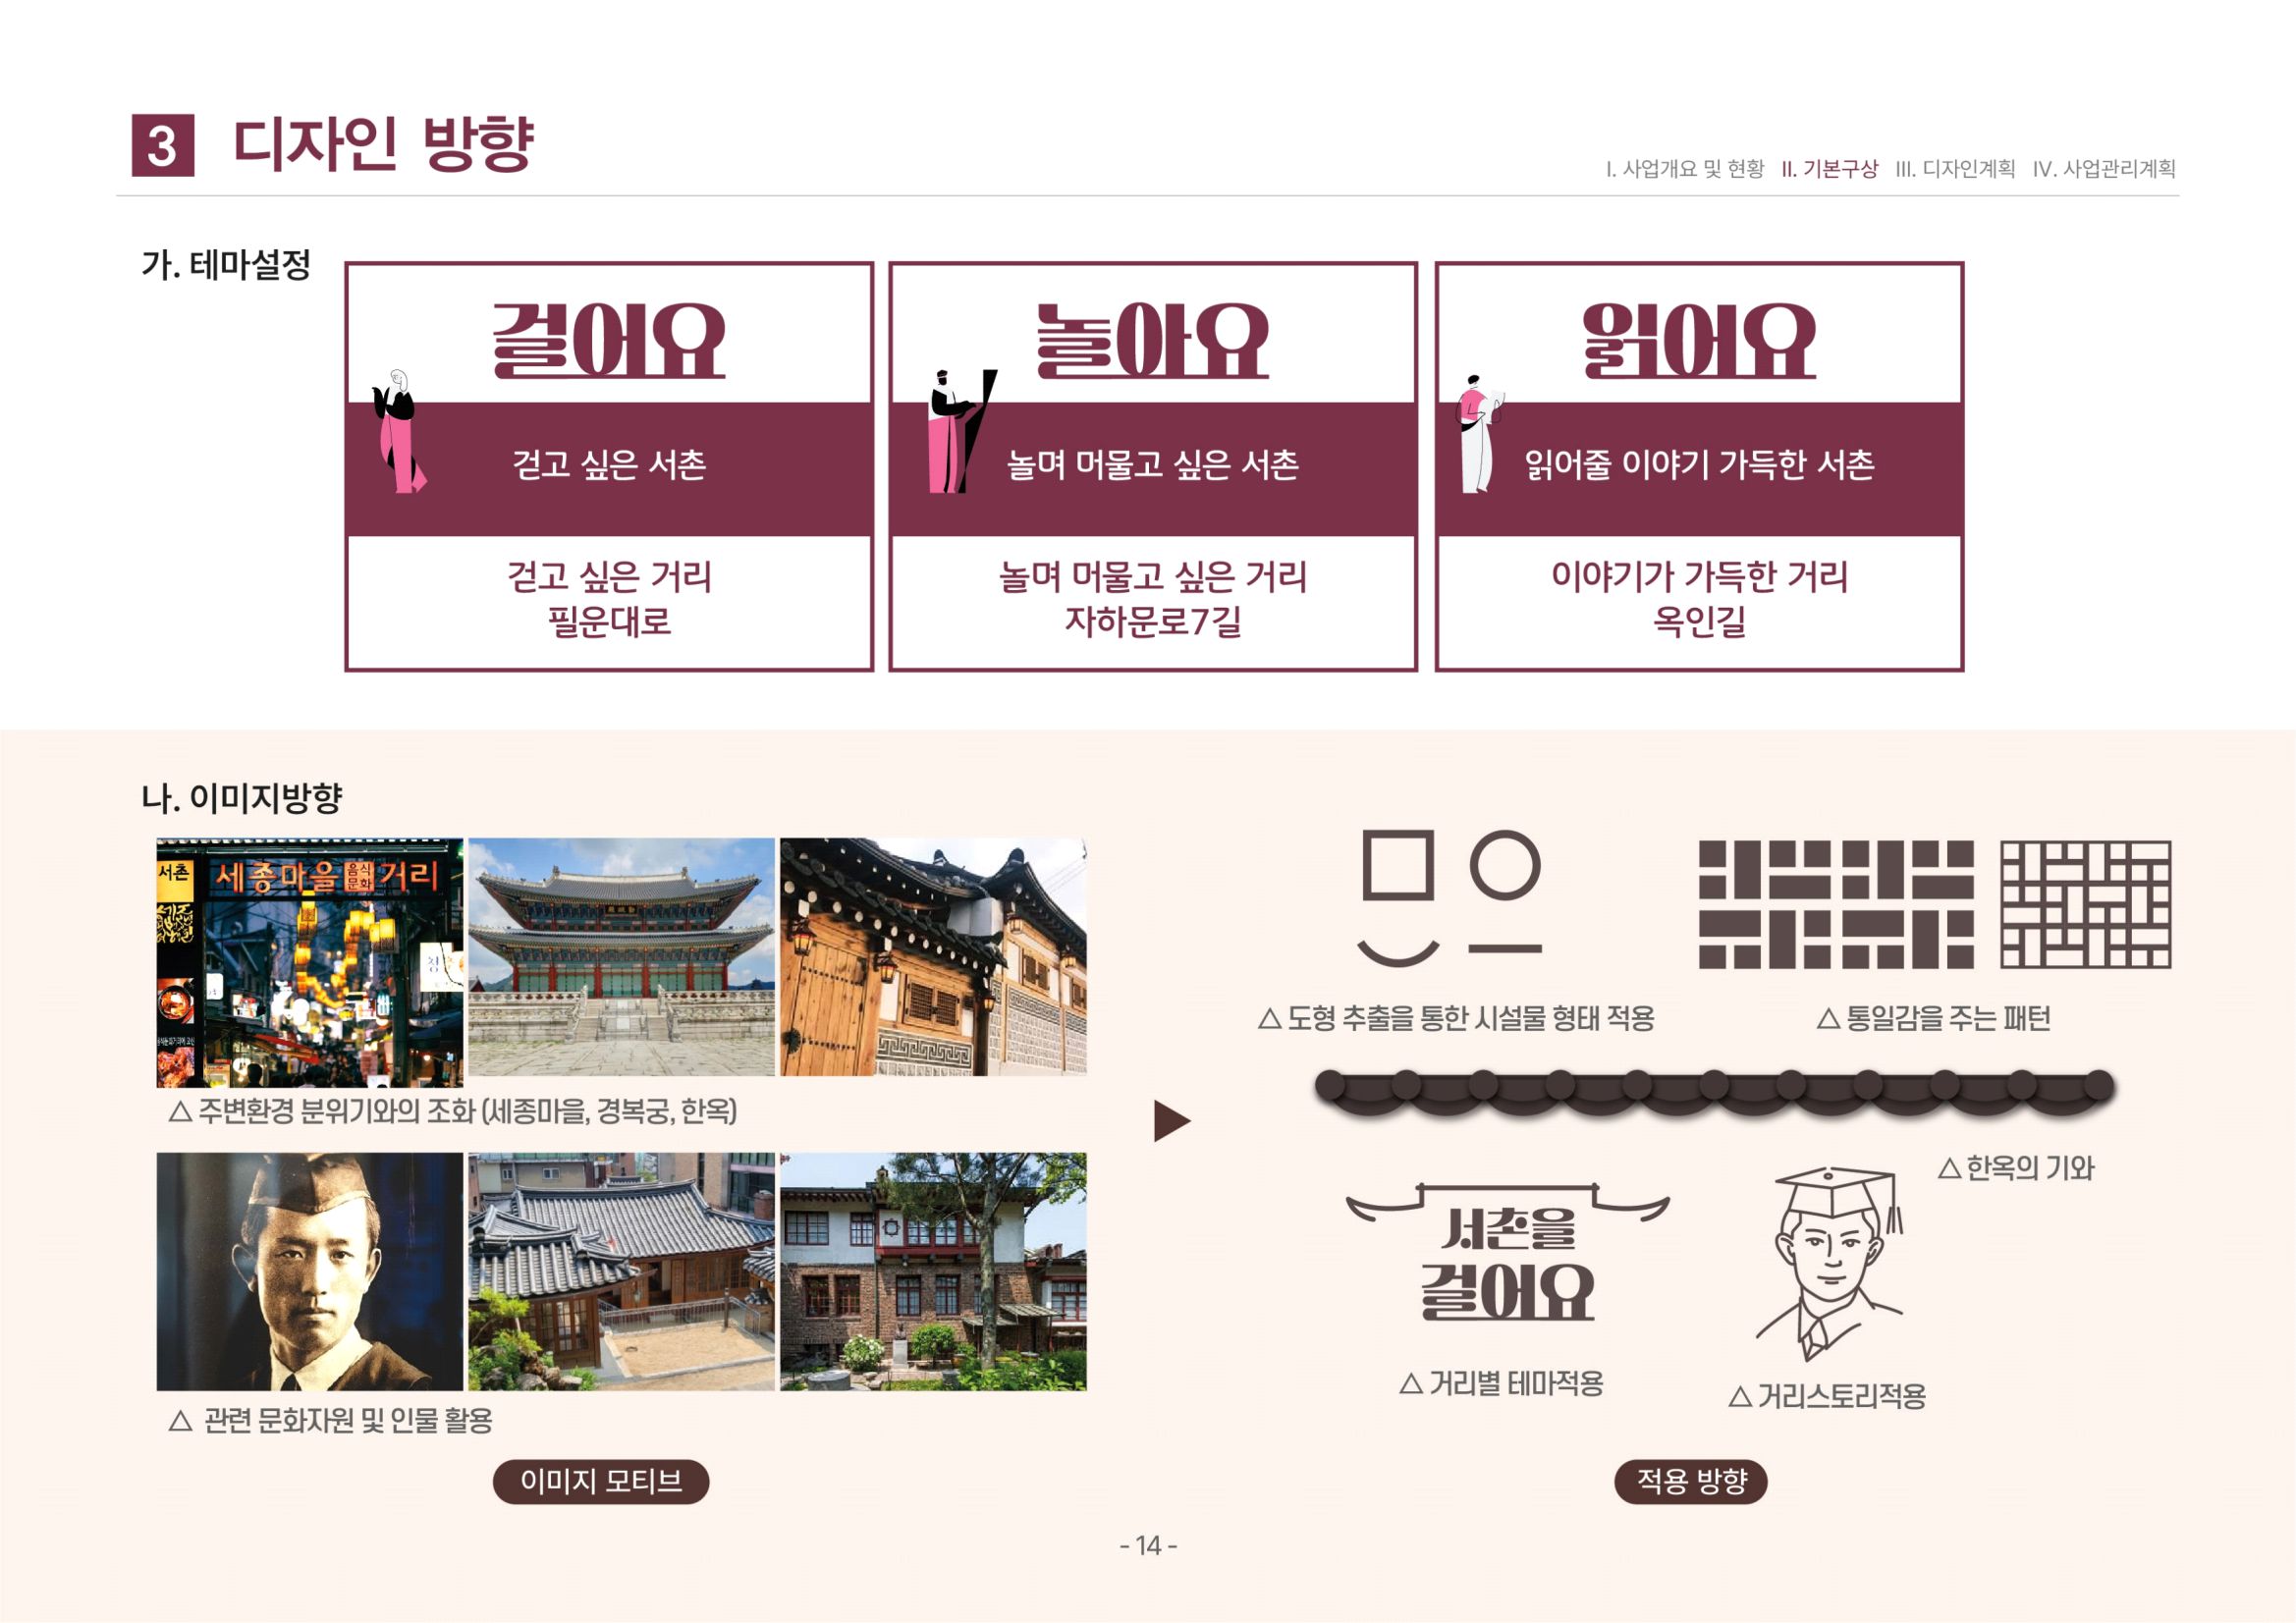 3 디자인 방향
I. 사업개요 및 현황 II. 기본구상 III. 디자인계획 IV. 사업관리계획
가. 테마설정
걸어요
걷고 싶은 서촌
걷고 싶은 거리
필운대로
놀아요
놀며 머물고 싶은 서촌
놀며 머물고 싶은 거리
자하문로7길
읽어요
읽어줄 이야기 가득한 서촌
이야기가 가득한 거리
옥인길
나. 이미지방향
서촌
세종마을 음식문화 거리
△ 주변환경 분위기와의 조화 (세종마을, 경복궁, 한옥)
△ 관련 문화자원 및 인물 활용
이미지 모티브
△ 도형 추출을 통한 시설물 형태 적용
△ 통일감을 주는 패턴
△ 한옥의 기와
서촌을
걸어요
△ 거리별 테마적용
△ 거리스토리적용
적용 방향
- 14 -